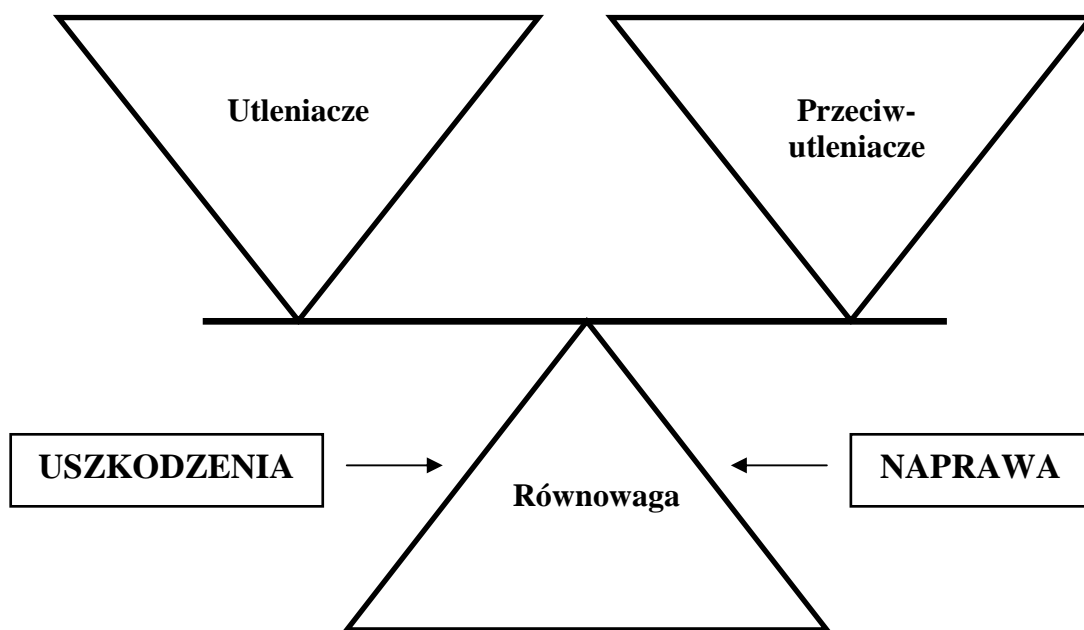 Utleniacze
Przeciw-
utleniacze
USZKODZENIA
NAPRAWA
Równowaga